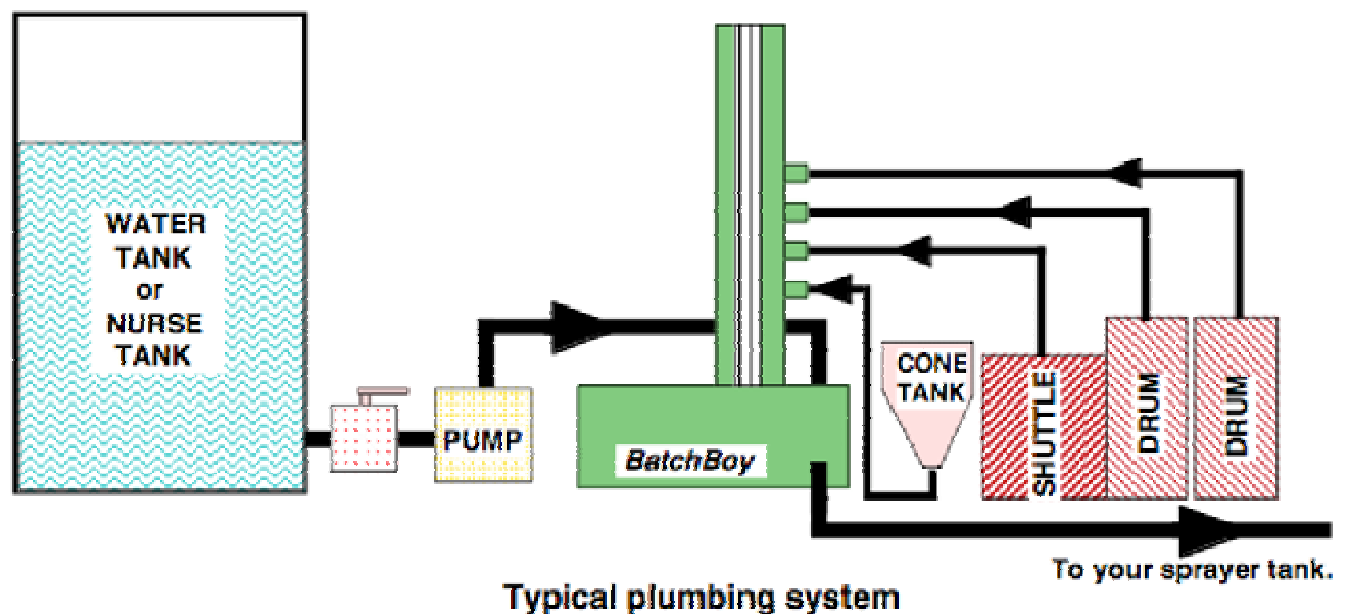 WATER
TANK
or
NURSE
TANK
PUMP
BatchBoy
CONE
TANK
SHUTTLE
DRUM
DRUM
To your sprayer tank.
Typical plumbing system